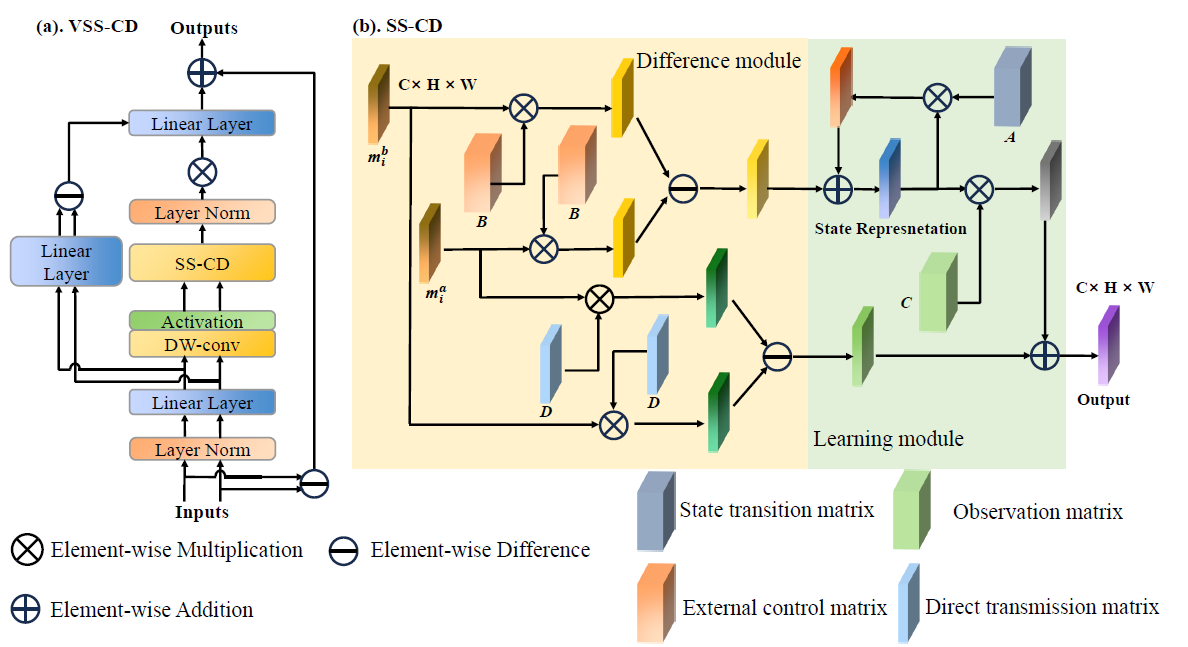 (a). VSS-CD
Outputs
Linear Layer
Layer Norm
Linear
Layer
SS-CD
Activation
DW-conv
Linear Layer
Layer Norm
Inputs
(b). SS-CD
Difference module
C× H × W
m_i^b
B
B
m_i^a
D
D
A
State Represnetation
C
C× H × W
Output
Learning module
State transition matrix
Observation matrix
External control matrix
Direct transmission matrix
Element-wise Multiplication
Element-wise Difference
Element-wise Addition